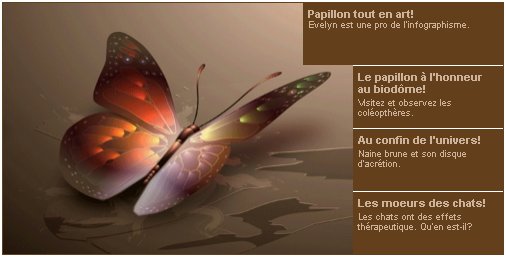 Papillon tout en art!
Evelyn est une pro de l'infographisme.
Le papillon à l'honneur
au biodôme!
Visitez et observez les
coléopthères.
Au confin de l'univers!
Naine brune et son disque
d'acrétion.
Les moeurs des chats!
Les chats ont des effets
thérapeutique. Qu'en est-il?